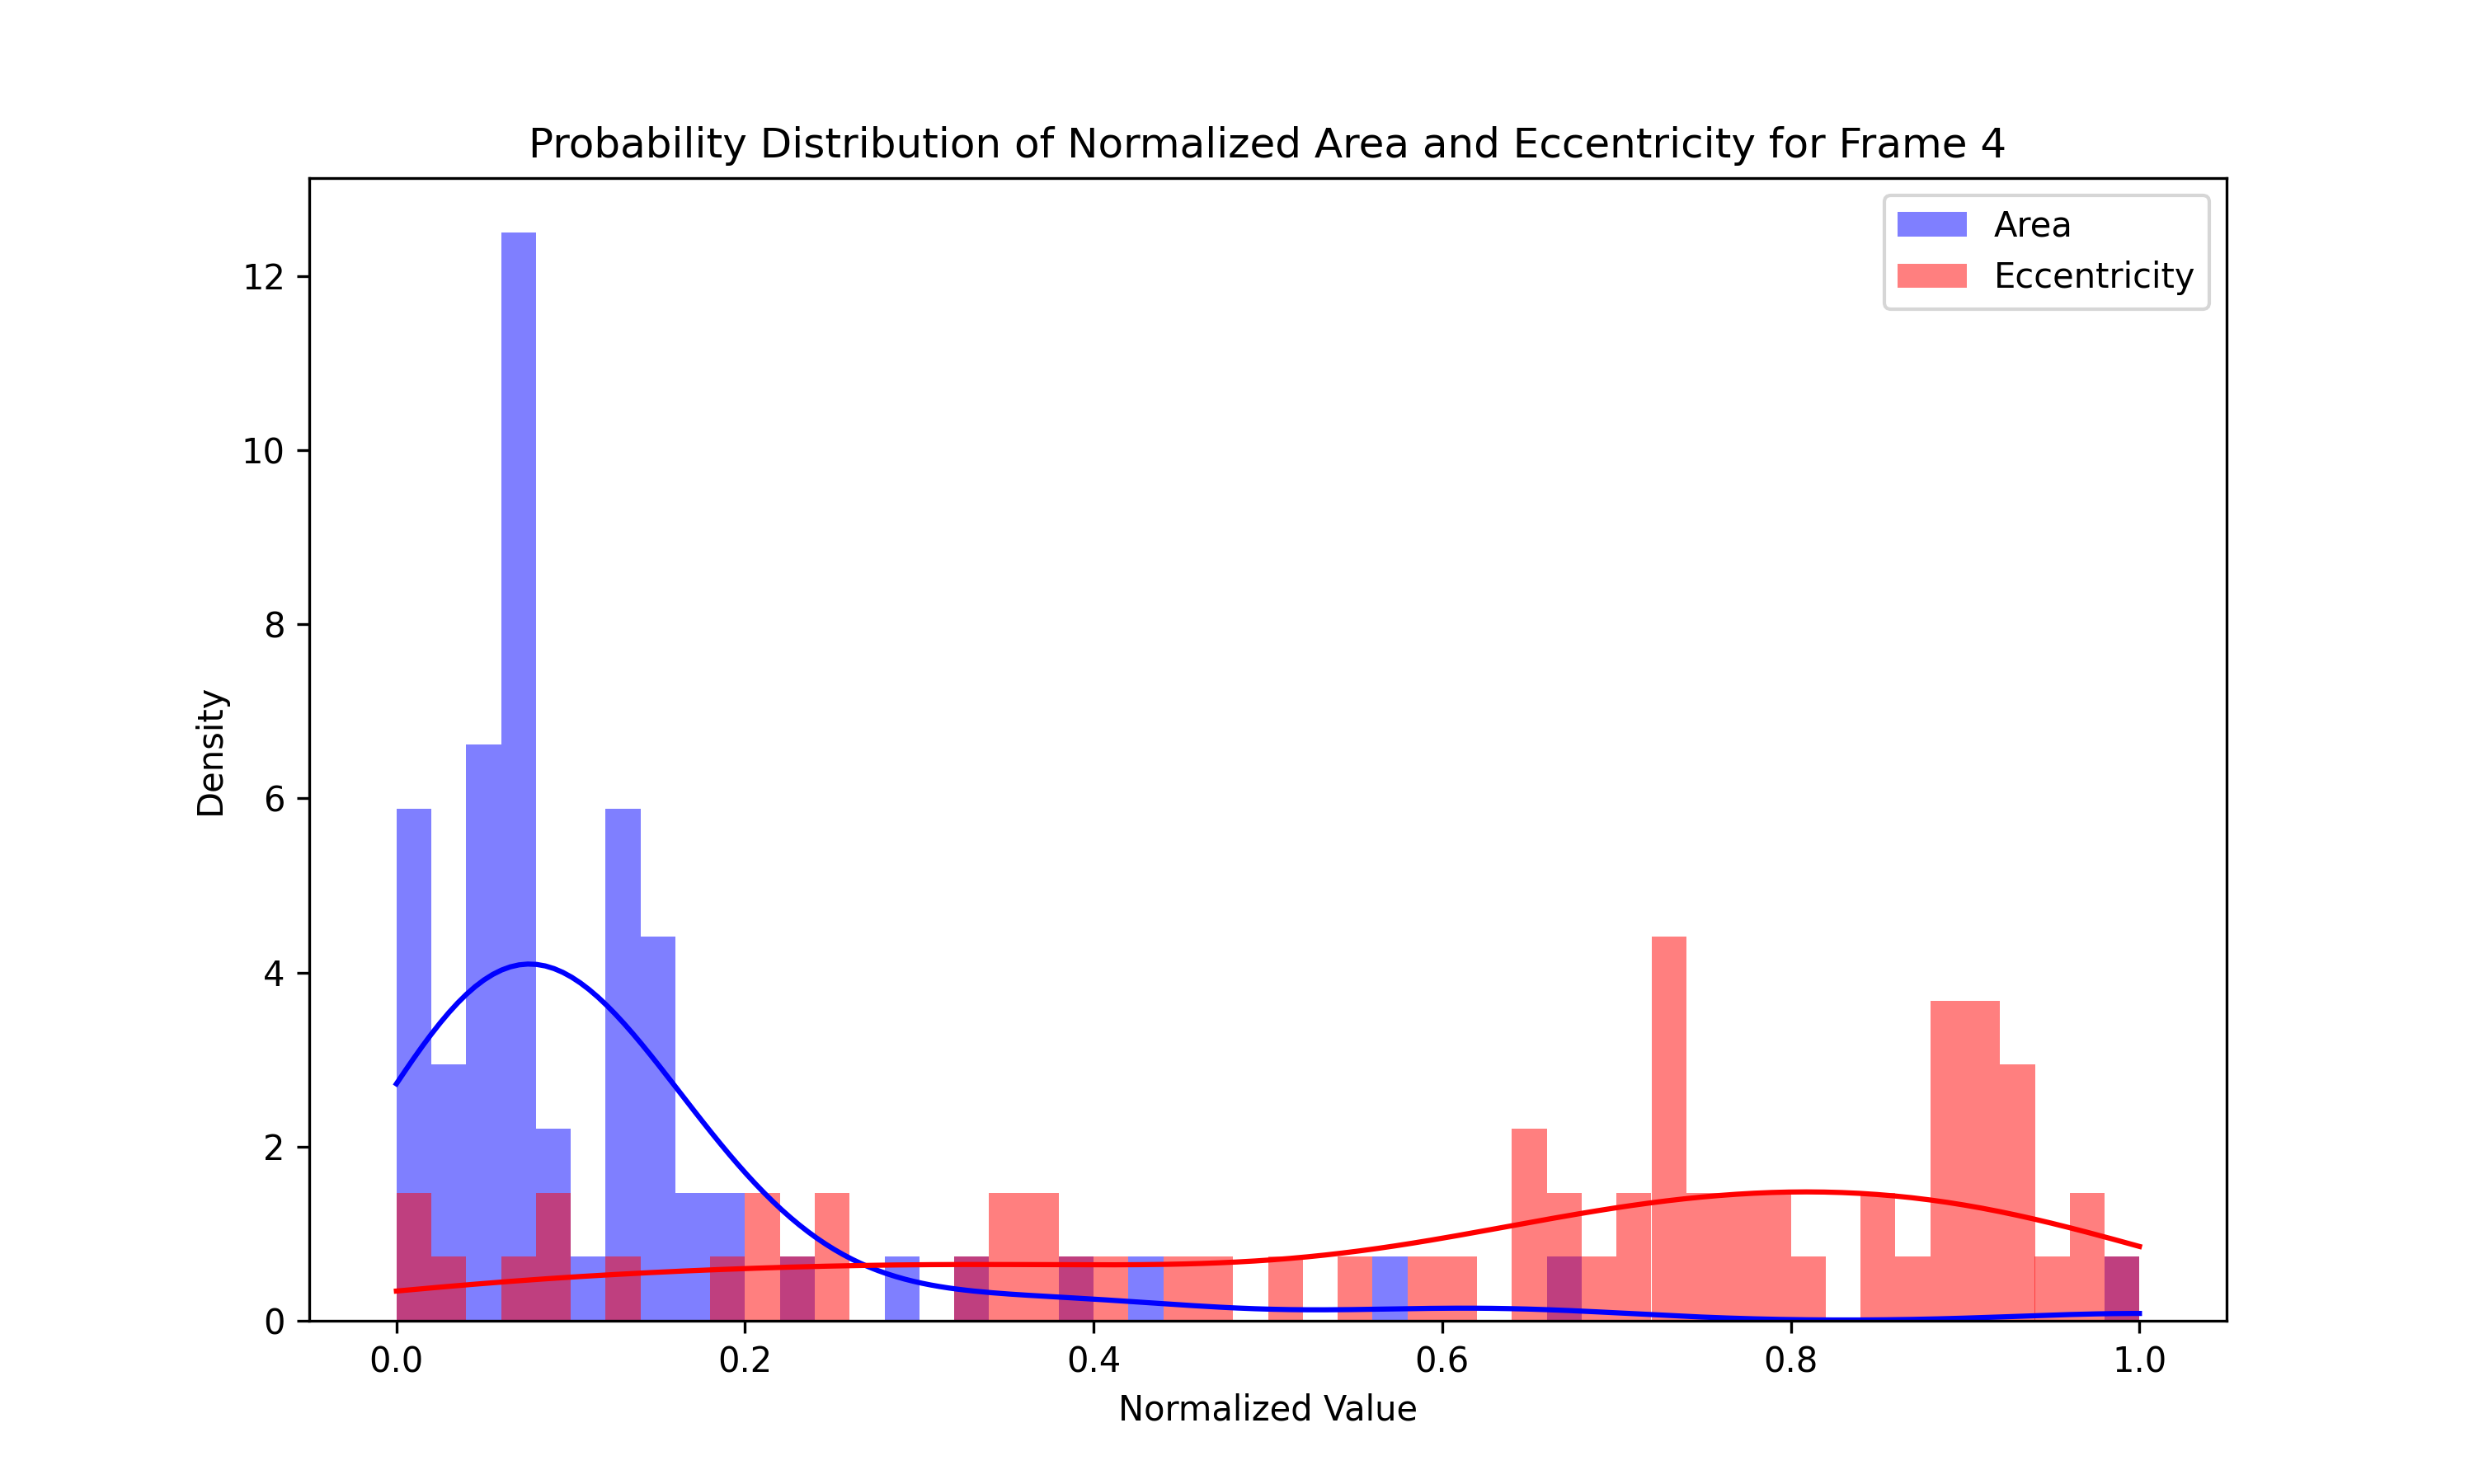 Probability Distribution of Normalized Area and Eccentricity for Frame 4
Area
Eccentricity
12
10
8
6
4
2
0
Density
0.0 0.2 0.4 0.6 0.8 1.0
Normalized Value